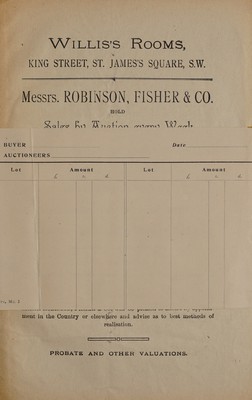 WILLIS'S ROOMS,
KING STREET, ST. JAMES'S SQUARE, S.W.
Messrs. ROBINSON, FISHER & CO.
HOLD
Sales by Auction every Week
BUYER Date
AUCTIONEERS
Lot Amount Lot Amount
£ s. d. £ s. d.
ment in the Country or elsewhere and advise as to best methods of
realisation.
PROBATE AND OTHER VALUATIONS.